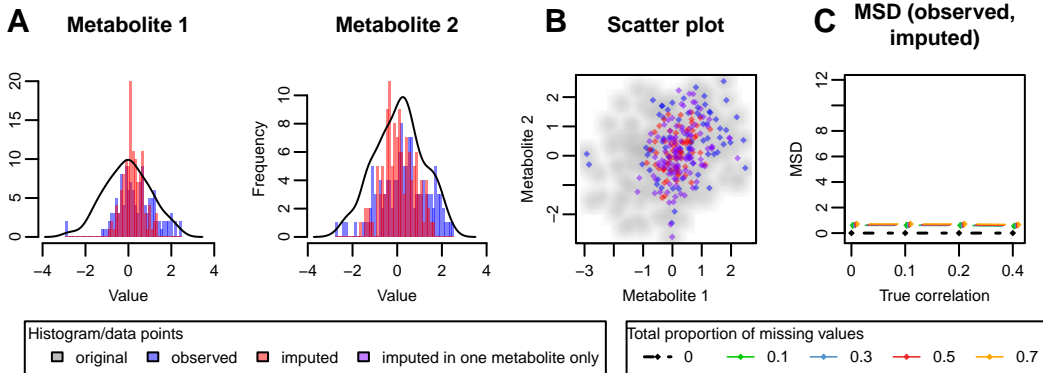 A
Metabolite 1
Metabolite 2
B
Scatter plot
C
MSD (observed,
imputed)
20
15
10
5
0
−4
−2
0
2
4
Value
Frequency
10
8
6
4
2
0
−4
−2
0
2
4
Value
Metabolite 2
2
1
0
−2
−3
−1
0
1
2
Metabolite 1
MSD
12
10
8
6
4
2
0
0
0.1
0.2
0.4
True correlation
Histogram/data points
original
observed
imputed
imputed in one metabolite only
Total proportion of missing values
0
0.1
0.3
0.5
0.7